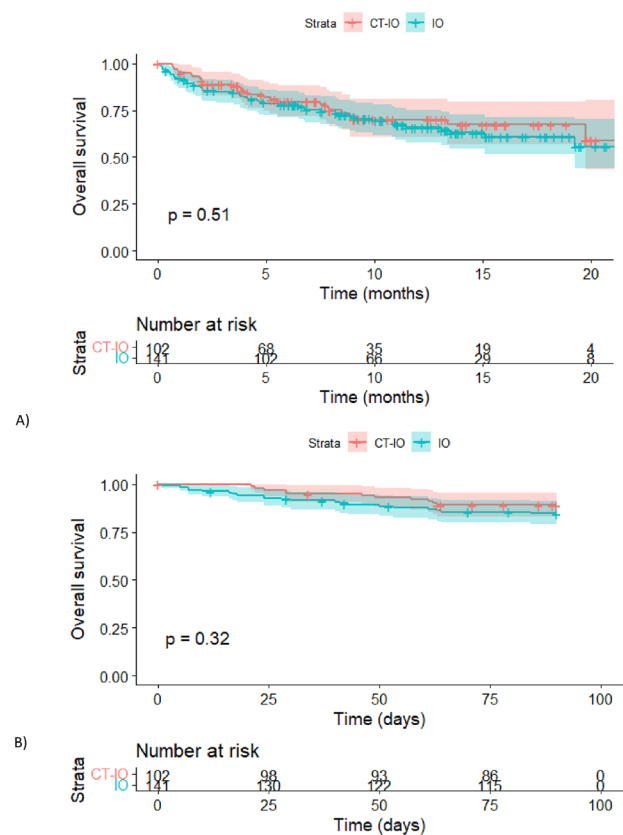 Strata CT-IO IO
1.00
0.75
0.50
0.25
0.00
Overall survival
p = 0.51
0 5 10 15 20
Time (months)
Number at risk
Strata
CT-IO 102 68 35 19 4
IO 141 102 66 29 8
0 5 10 15 20
Time (months)
A)
Strata CT-IO IO
1.00
0.75
0.50
0.25
0.00
Overall survival
p = 0.32
0 25 50 75 100
Time (days)
B)
Number at risk
Strata
CT-IO 102 98 93 86 0
IO 141 130 122 115 0
0 25 50 75 100
Time (days)